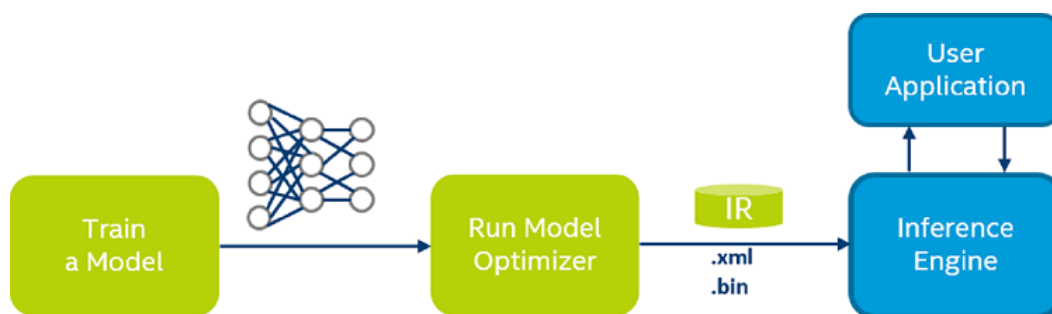 User
Application
Train
a Model
Run Model
Optimizer
IR
.xml
.bin
Inference
Engine